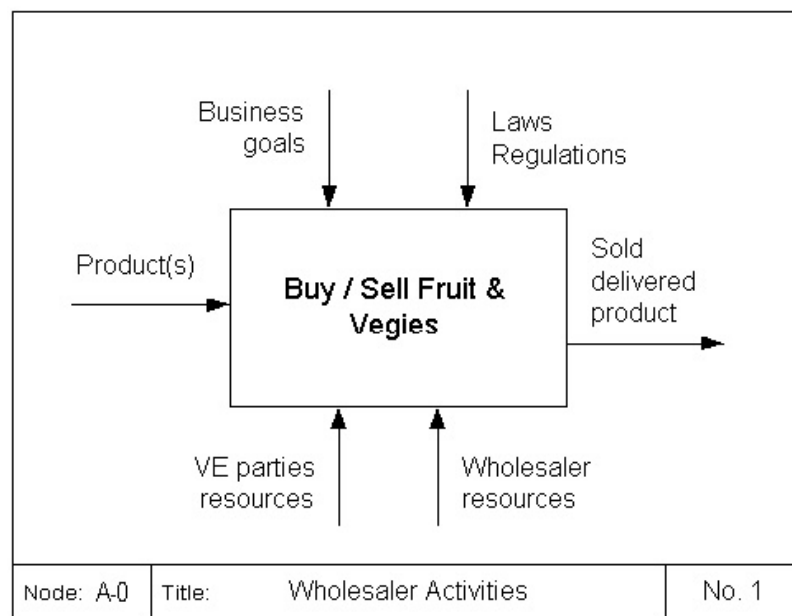 Business
goals
Laws
Regulations
Product(s)
Buy / Sell Fruit &
Vegies
Sold
delivered
product
VE parties
resources
Wholesaler
resources
Node: A-0
Title: Wholesaler Activities
No. 1